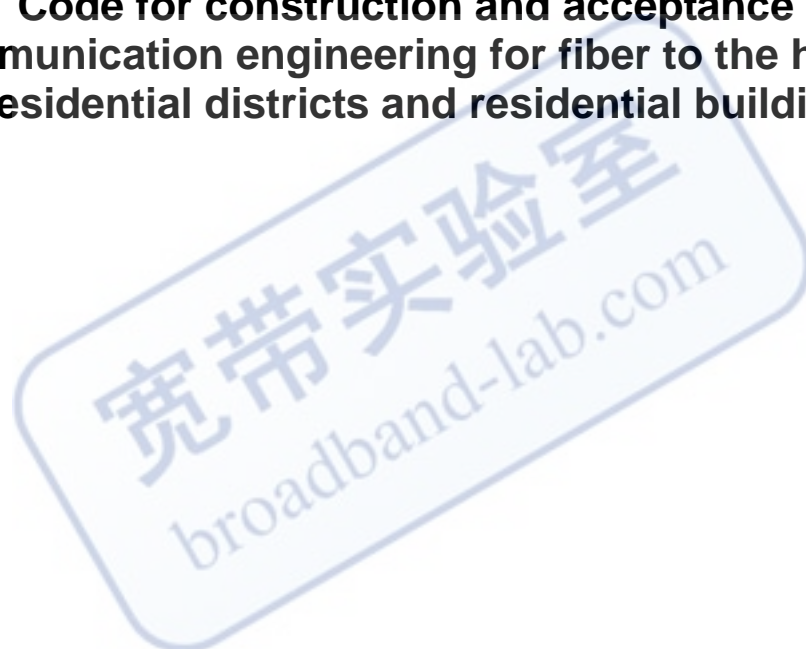 Code for construction and acceptance
munication engineering for fiber to the h
esidential districts and residential buildi
宽带实验室
broadband-lab.com